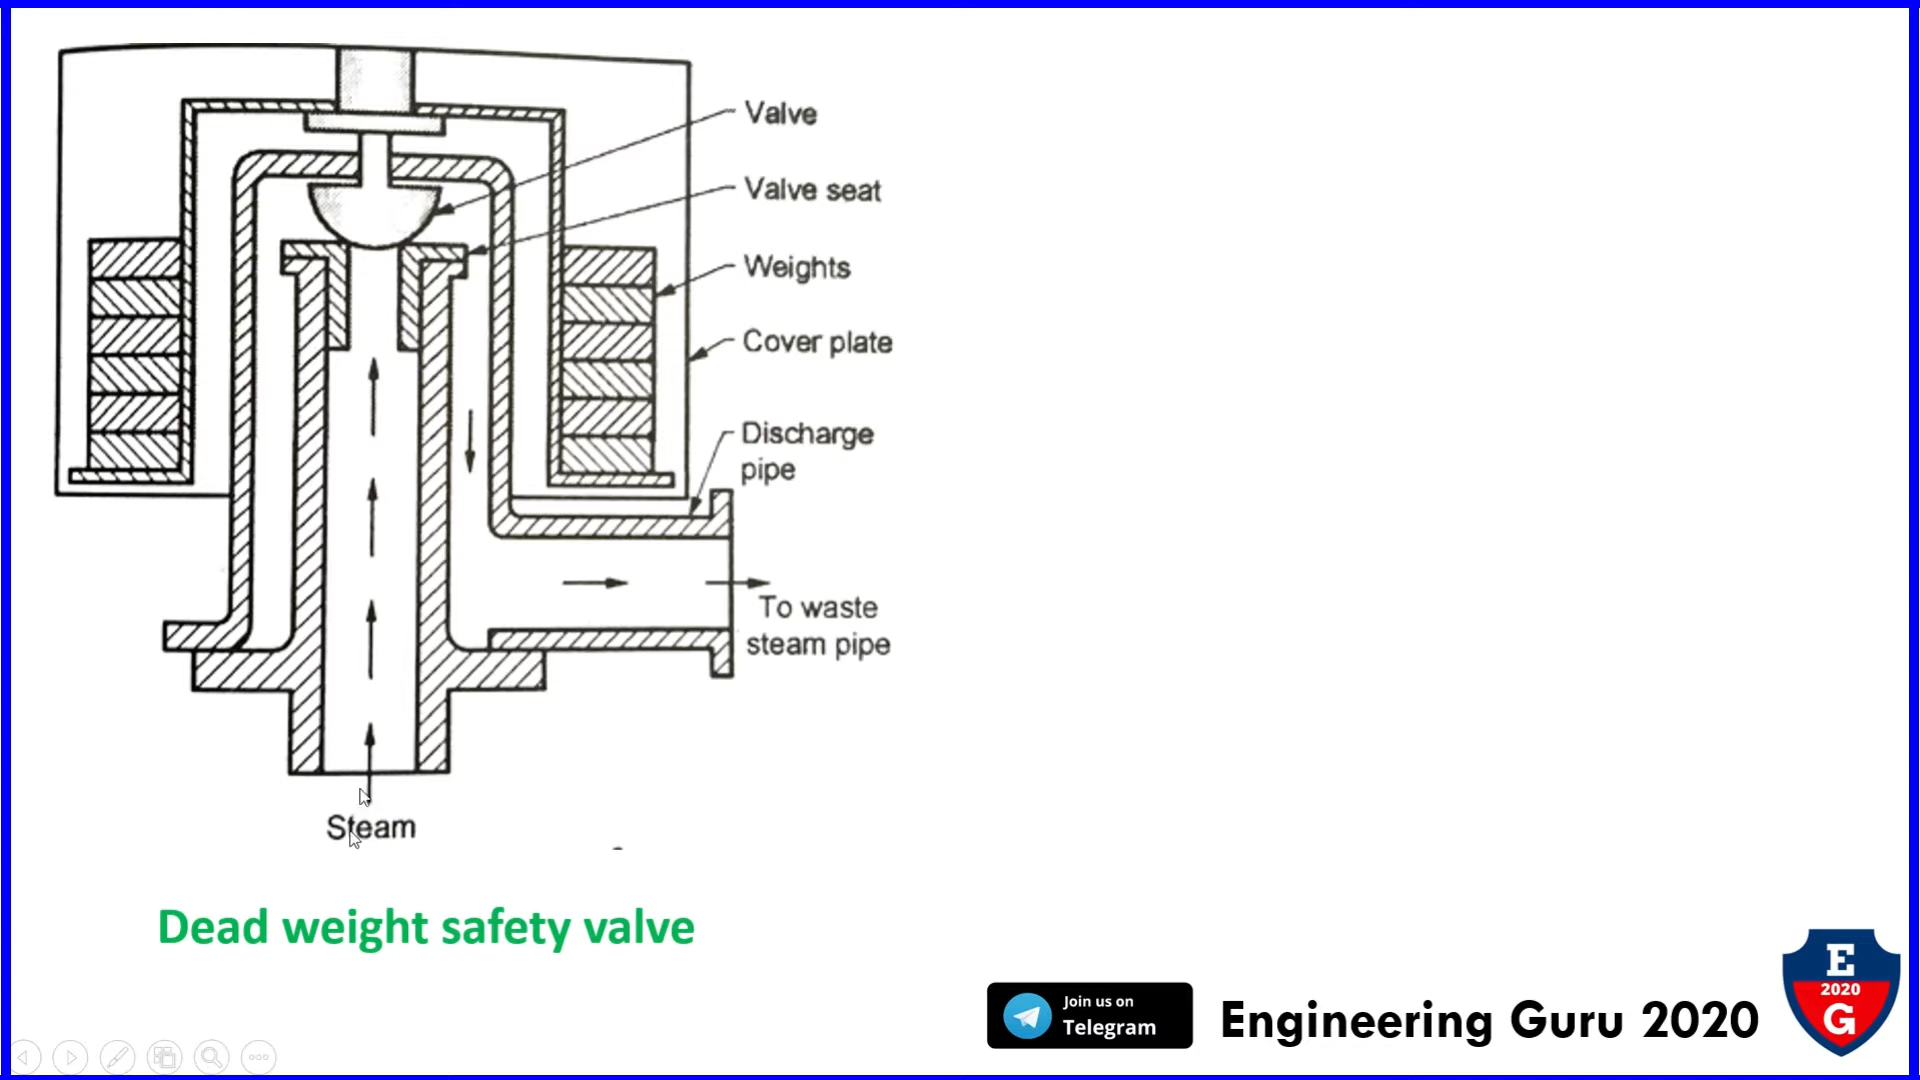 Valve
Valve seat
Weights
Cover plate
Discharge
pipe
To waste
steam pipe
Steam
Dead weight safety valve
Join us on
Telegram
Engineering Guru 2020
E
2020
G